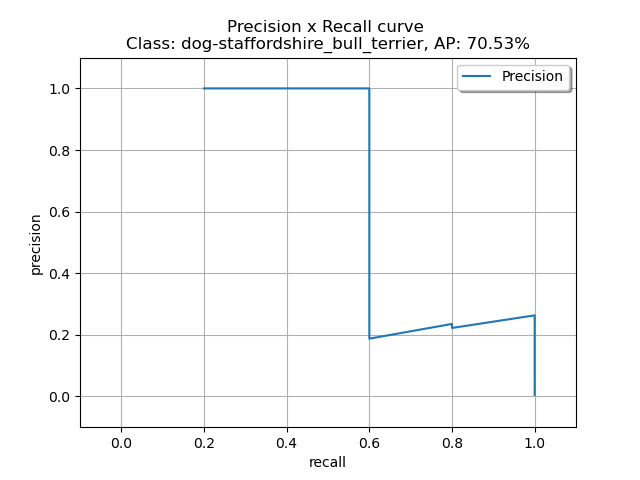 Precision x Recall curve
Class: dog-staffordshire_bull_terrier, AP: 70.53%
Precision
1.0
0.8
0.6
0.4
0.2
0.0
precision
0.0 0.2 0.4 0.6 0.8 1.0
recall